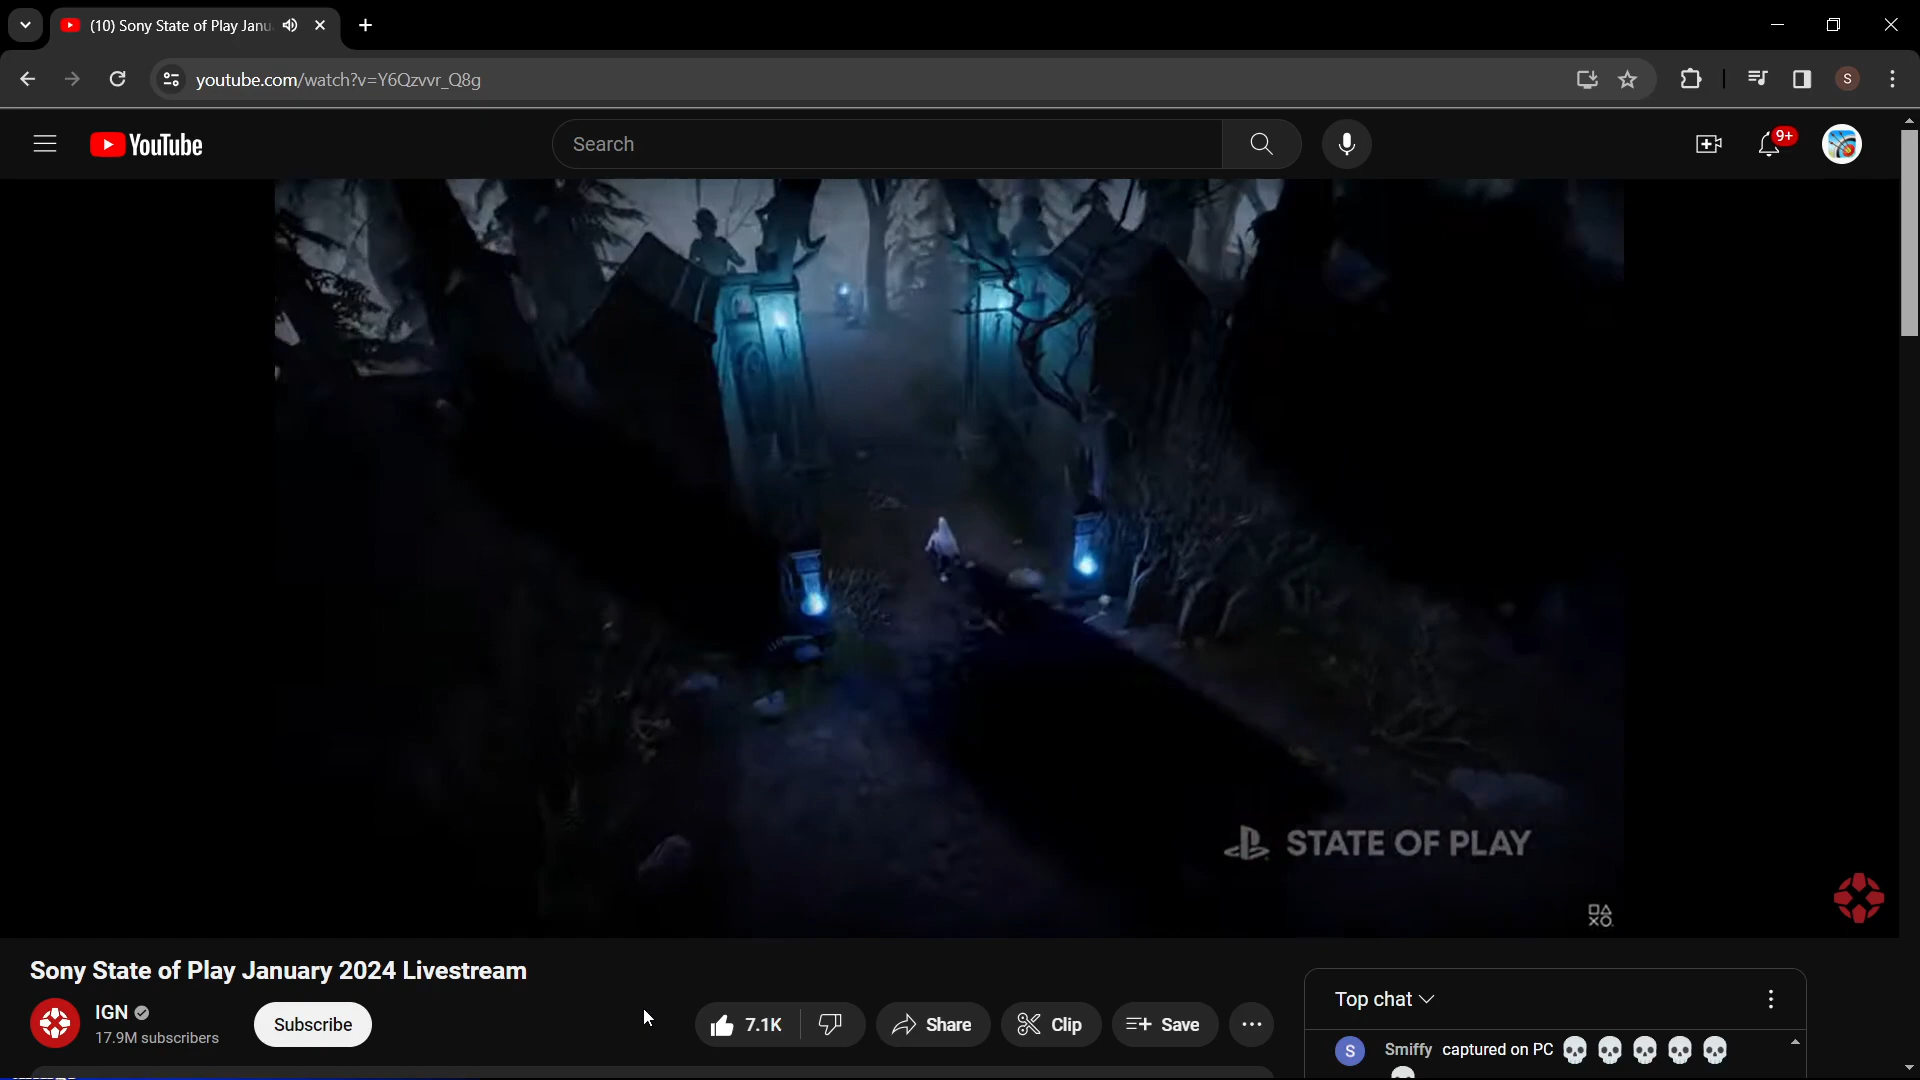 (10) Sony State of Play Janu
youtube.com/watch?v=Y6Qzvvr_Q8g
S
YouTube
Search
9+
STATE OF PLAY
Sony State of Play January 2024 Livestream
IGN
17.9M subscribers
Subscribe
7.1K
Share
Clip
Save
Top chat
S
Smiffy captured on PC 💀 💀 💀 💀 💀